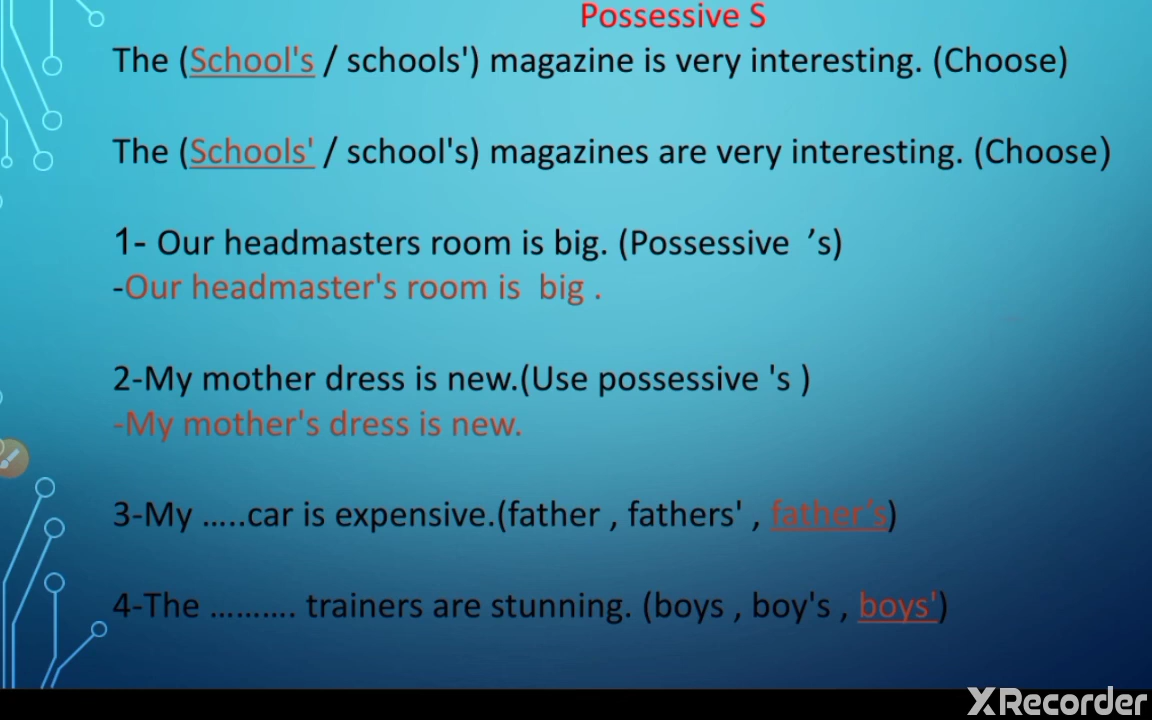 Possessive S
The (School's / schools') magazine is very interesting. (Choose)
The (Schools' / school's) magazines are very interesting. (Choose)
1- Our headmasters room is big. (Possessive ’s)
-Our headmaster's room is big .
2-My mother dress is new.(Use possessive 's )
-My mother's dress is new.
3-My .....car is expensive.(father , fathers' , father's)
4-The .......... trainers are stunning. (boys , boy's , boys')
XRecorder